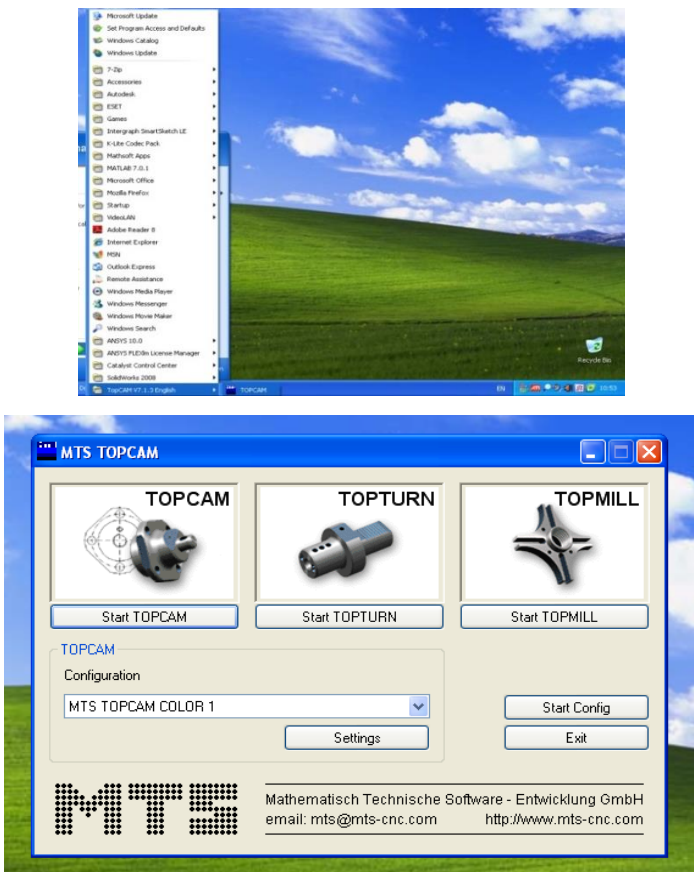 Microsoft Update
Set Program Access and Defaults
Windows Catalog
Windows Update
7-Zip
Accessories
Autodesk
ESET
Games
Intergraph SmartSketch LE
K-Lite Codec Pack
Mathsoft Apps
MATLAB 7.0.1
Microsoft Office
Mozilla Firefox
Startup
VideoLAN
Adobe Reader 8
Internet Explorer
MSN
Outlook Express
Remote Assistance
Windows Media Player
Windows Messenger
Windows Movie Maker
Windows Search
ANSYS 10.0
ANSYS FLEXlm License Manager
Catalyst Control Center
SolidWorks 2008
TopCAM V7.1.3 English
TOPCAM
Recycle Bin
EN
10:53
MTS TOPCAM
TOPCAM TOPTURN TOPMILL
Start TOPCAM Start TOPTURN Start TOPMILL
TOPCAM
Configuration
MTS TOPCAM COLOR 1
Start Config
Settings
Exit
MTS
Mathematisch Technische Software - Entwicklung GmbH
email: mts@mts-cnc.com http://www.mts-cnc.com